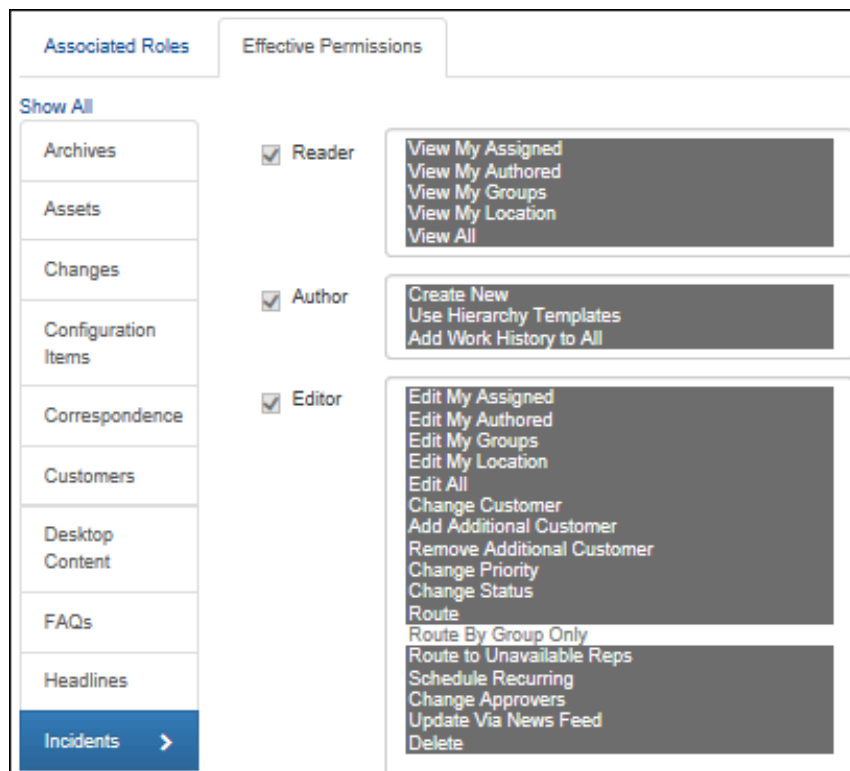 Associated Roles
Effective Permissions
Show All
Archives
Assets
Changes
Configuration
Items
Correspondence
Customers
Desktop
Content
FAQs
Headlines
Incidents
Reader
View My Assigned
View My Authored
View My Groups
View My Location
View All
Author
Create New
Use Hierarchy Templates
Add Work History to All
Editor
Edit My Assigned
Edit My Authored
Edit My Groups
Edit My Location
Edit All
Change Customer
Add Additional Customer
Remove Additional Customer
Change Priority
Change Status
Route
Route By Group Only
Route to Unavailable Reps
Schedule Recurring
Change Approvers
Update Via News Feed
Delete